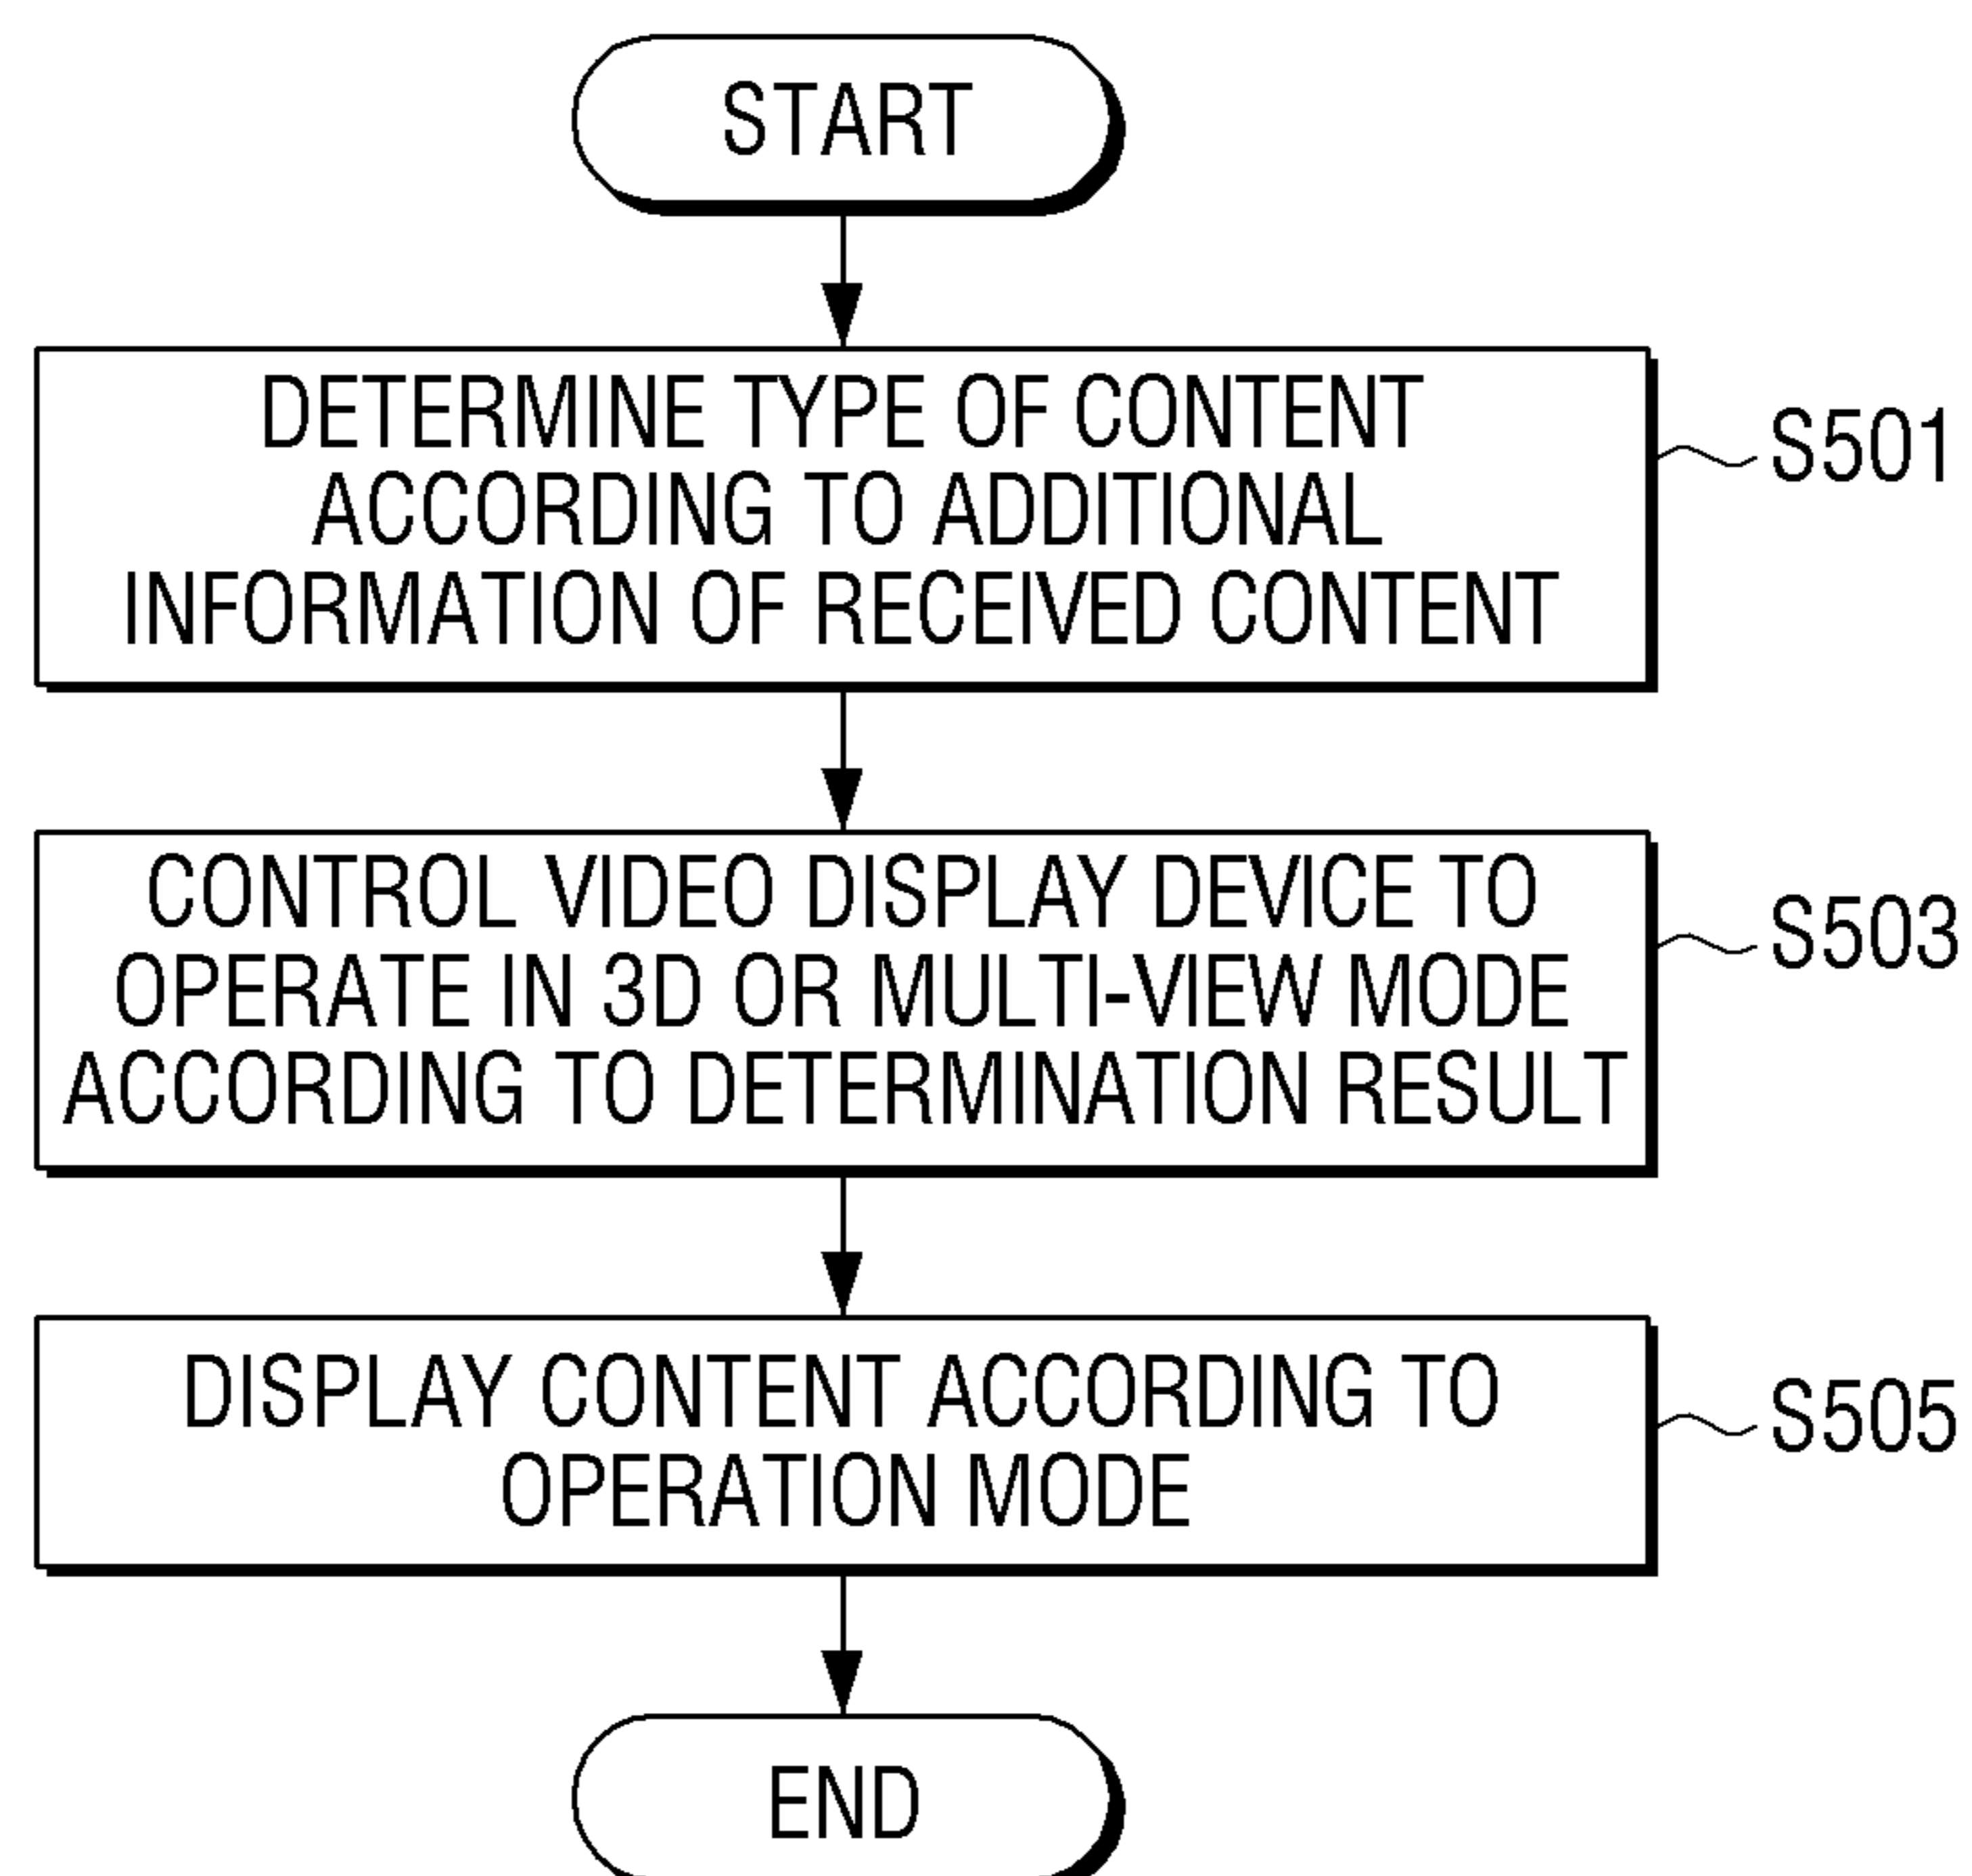 START
DETERMINE TYPE OF CONTENT
ACCORDING TO ADDITIONAL
INFORMATION OF RECEIVED CONTENT
S501
CONTROL VIDEO DISPLAY DEVICE TO
OPERATE IN 3D OR MULTI-VIEW MODE
ACCORDING TO DETERMINATION RESULT
S503
DISPLAY CONTENT ACCORDING TO
OPERATION MODE
S505
END